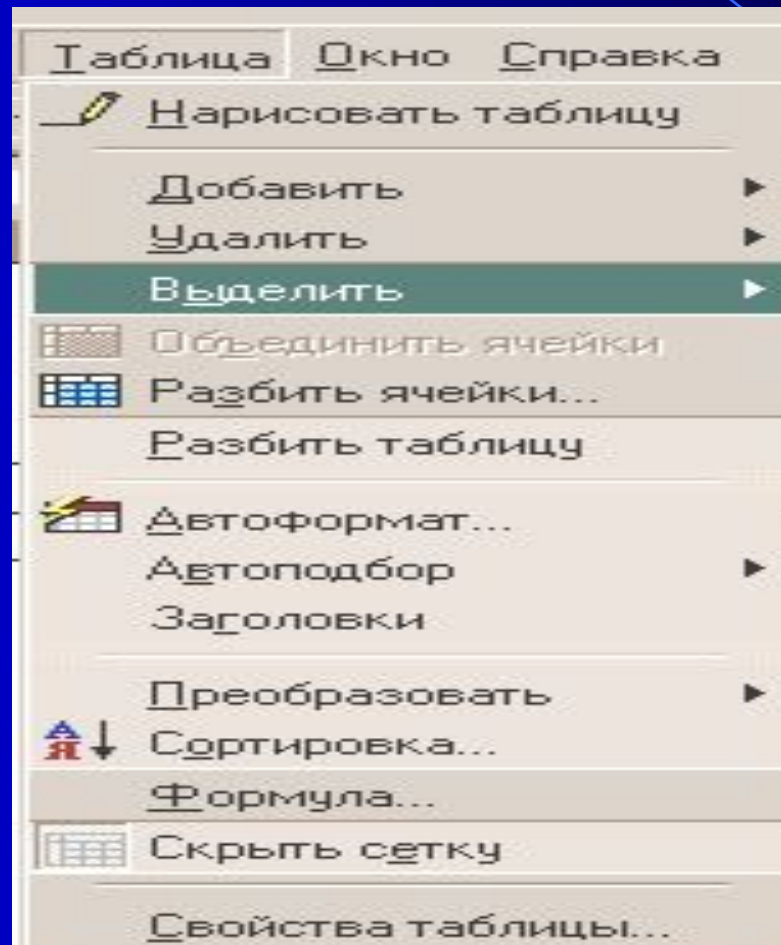 Таблица Окно Справка
Нарисовать таблицу
Добавить
Удалить
Выделить
Объединить ячейки
Разбить ячейки...
Разбить таблицу
Автоформат...
Автоподбор
Заголовки
Преобразовать
Сортировка...
Формула...
Скрыть сетку
Свойства таблицы...